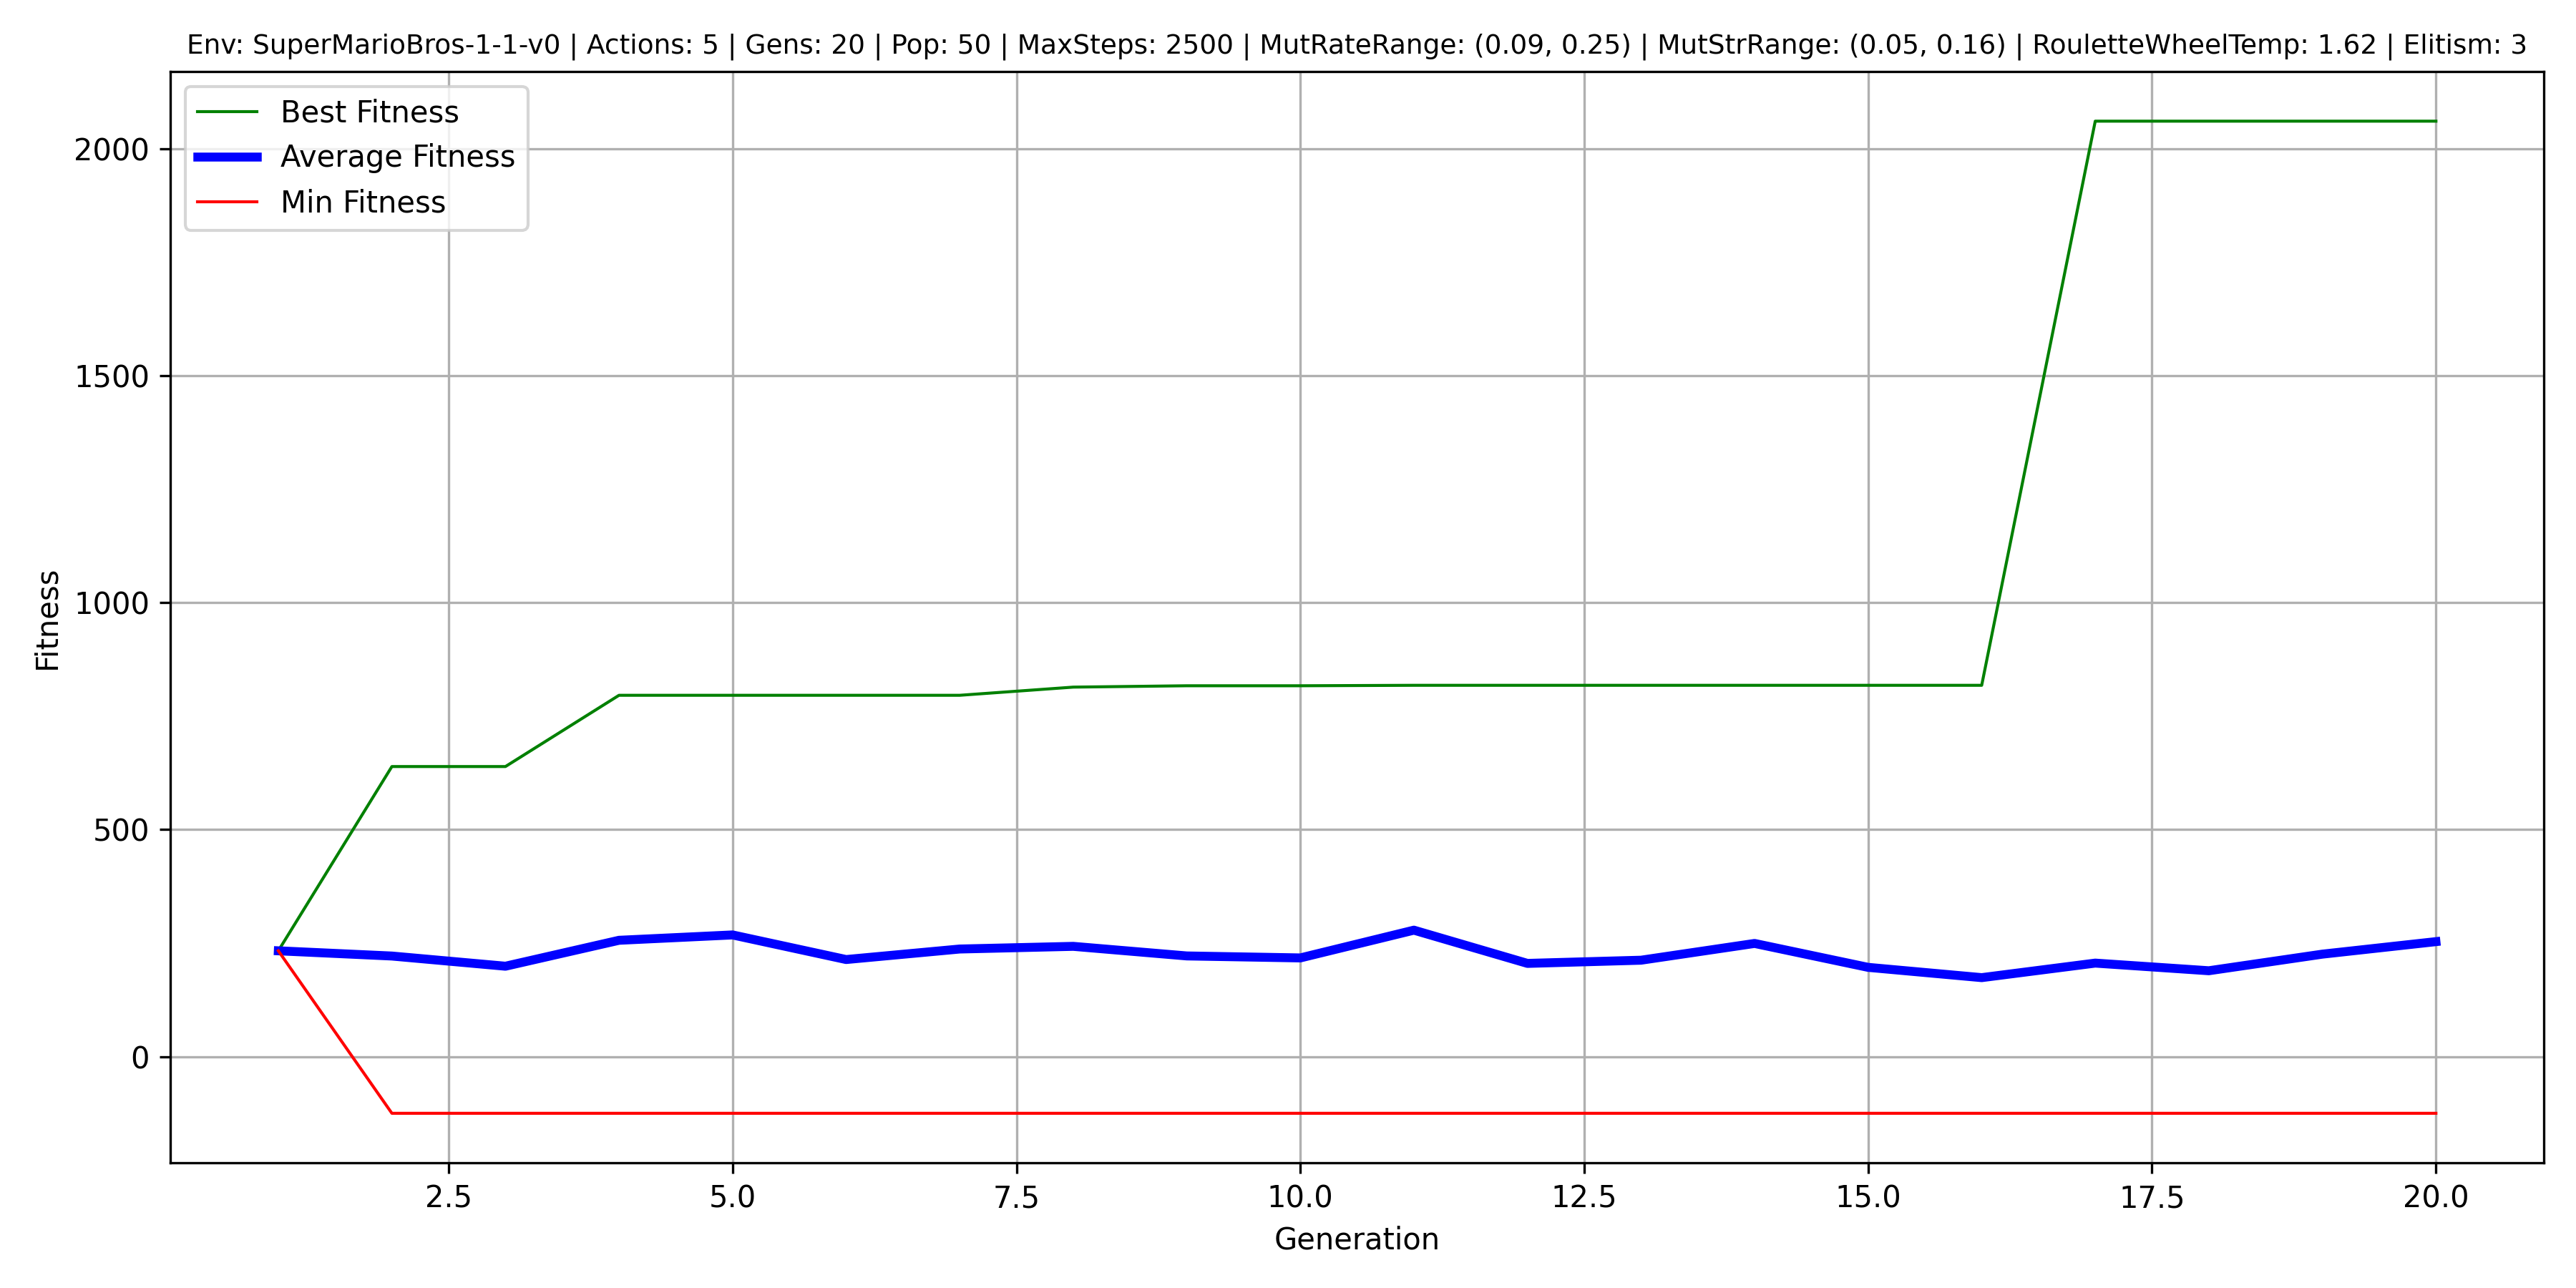 Env: SuperMarioBros-1-1-v0 | Actions: 5 | Gens: 20 | Pop: 50 | MaxSteps: 2500 | MutRateRange: (0.09, 0.25) | MutStrRange: (0.05, 0.16) | RouletteWheelTemp: 1.62 | Elitism: 3
Best Fitness
Average Fitness
Min Fitness
2000
1500
1000
500
0
Fitness
2.5 5.0 7.5 10.0 12.5 15.0 17.5 20.0
Generation